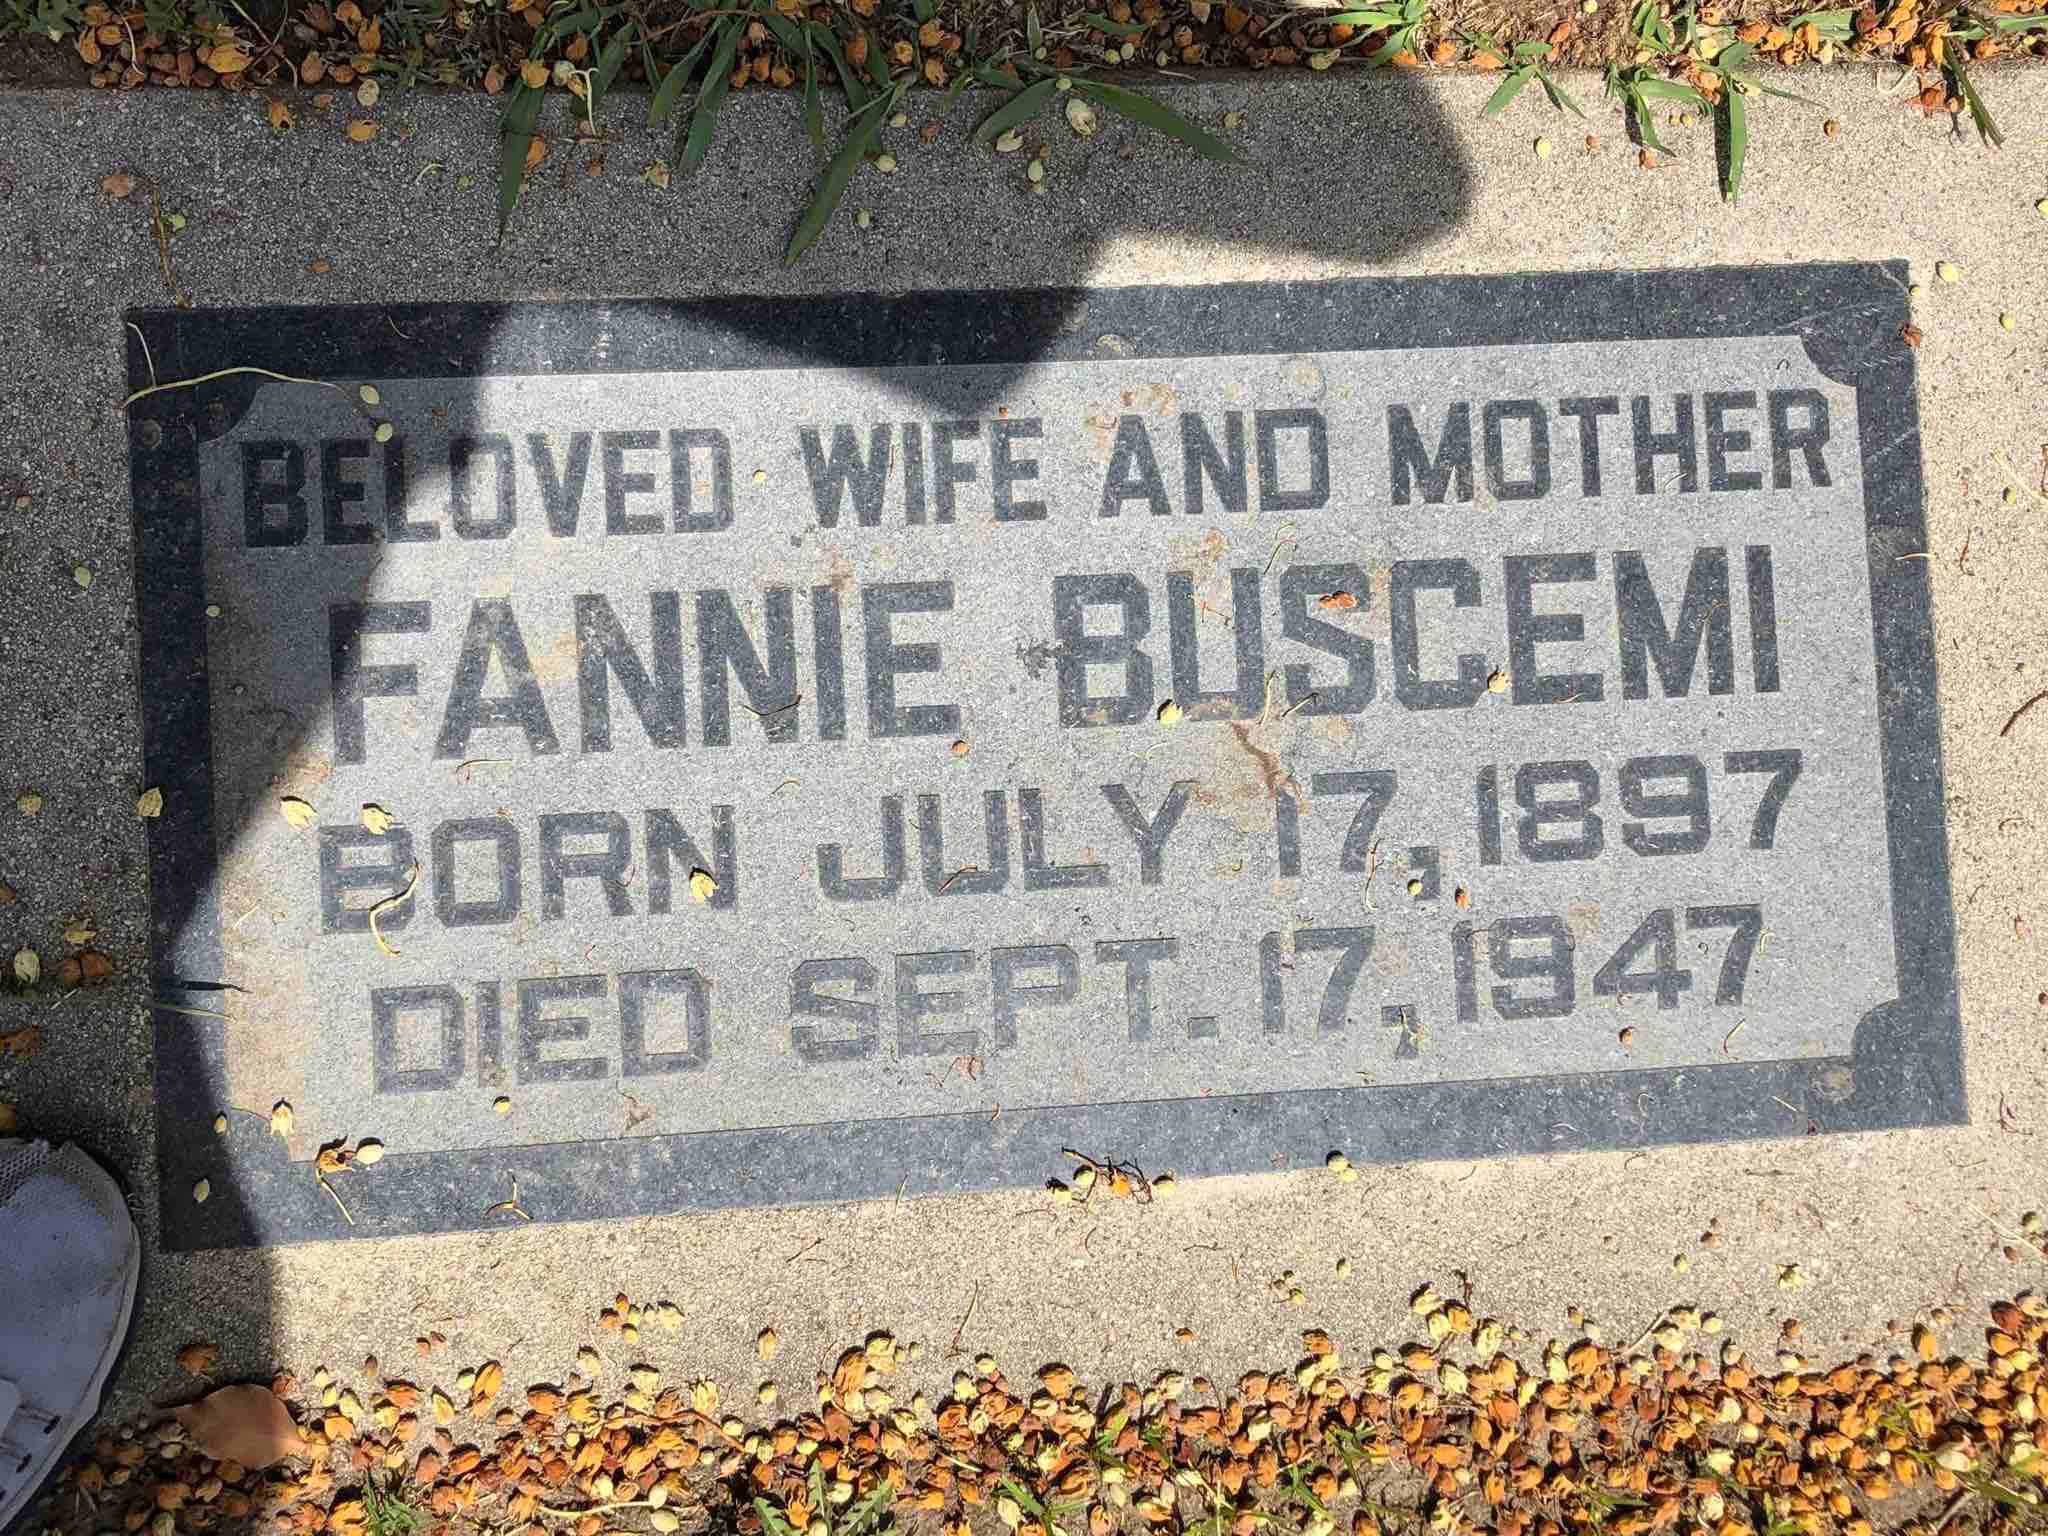 BELOVED WIFE AND MOTHER
FANNIE BUSCEMI
BORN JULY 17, 1897
DIED SEPT. 17, 1947